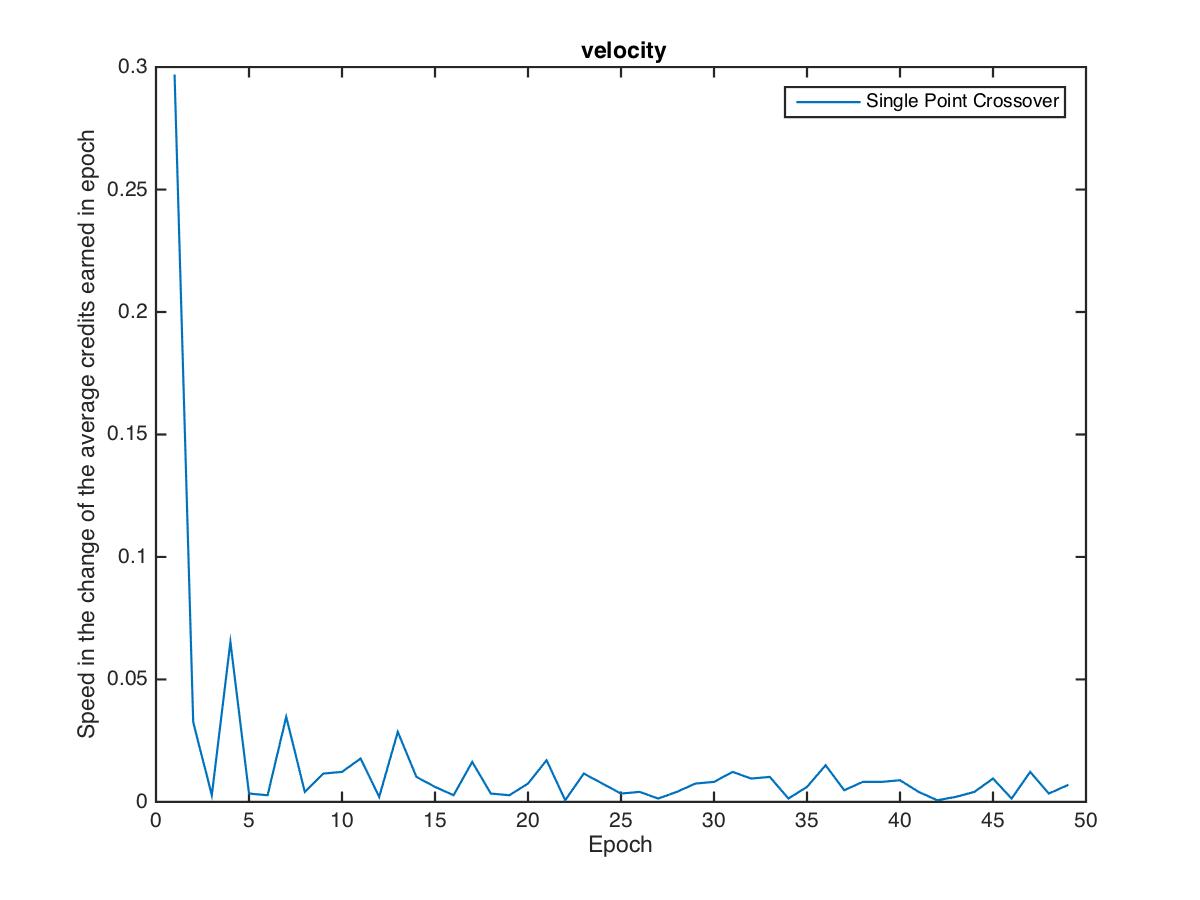 velocity
Single Point Crossover
Speed in the change of the average credits earned in epoch
0.3
0.25
0.2
0.15
0.1
0.05
0
0 5 10 15 20 25 30 35 40 45 50
Epoch